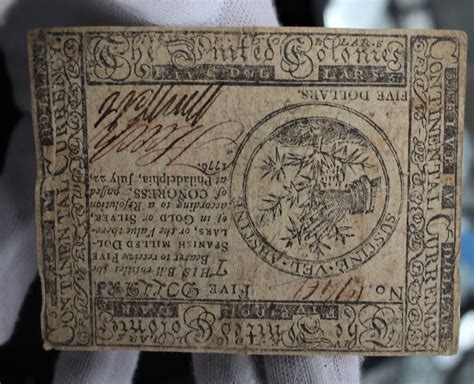 The United Colonies
CONTINENTAL CURRENCY
CONTINENTAL CURRENCY
No.
FIVE DOLLARS
THIS Bill entitles the
Bearer to receive FIVE
SPANISH MILLED DOL-
LARS, or the Value there-
of in GOLD or SILVER,
according to a Resolution
of CONGRESS, passed
at Philadelphia, July 22,
1776.
SUSTINE VEL ABSTINE
FIVE DOLLARS.
The United Colonies